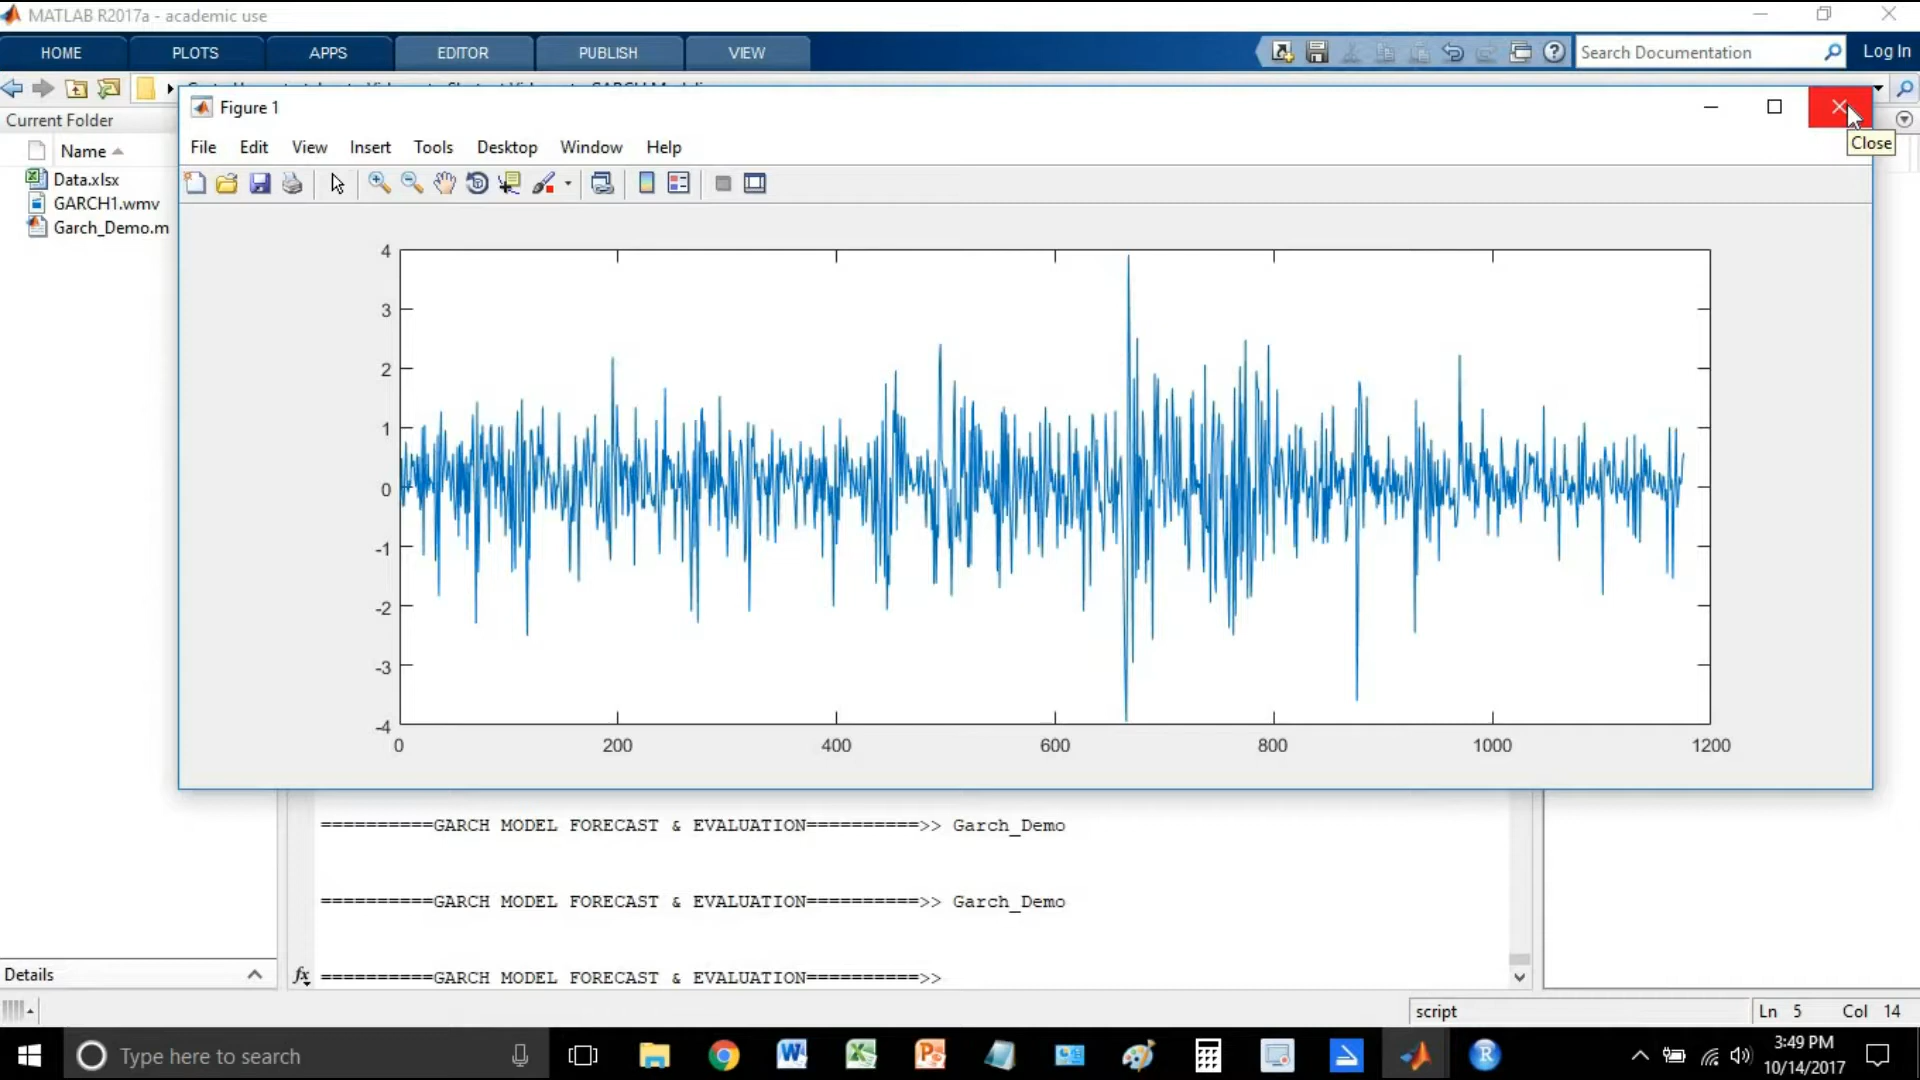 MATLAB R2017a - academic use
HOME PLOTS APPS EDITOR PUBLISH VIEW Search Documentation Log In
Current Folder
Figure 1
Close
File Edit View Insert Tools Desktop Window Help
Name
Data.xlsx
GARCH1.wmv
Garch_Demo.m
4
3
2
1
0
-1
-2
-3
-4
0 200 400 600 800 1000 1200
==========GARCH MODEL FORECAST & EVALUATION==========>> Garch_Demo
==========GARCH MODEL FORECAST & EVALUATION==========>> Garch_Demo
Details
fx ==========GARCH MODEL FORECAST & EVALUATION==========>>
script Ln 5 Col 14
Type here to search
3:49 PM
10/14/2017